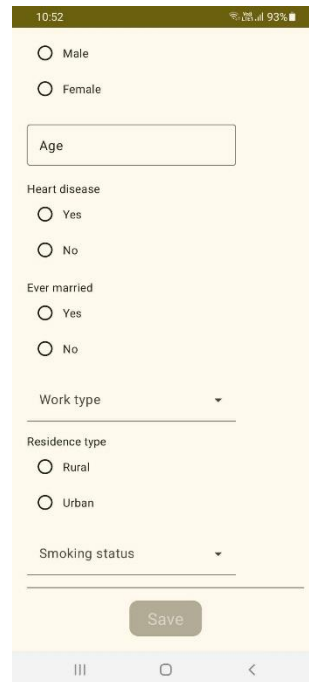 10:52 93%
Male
Female
Age
Heart disease
Yes
No
Ever married
Yes
No
Work type
Residence type
Rural
Urban
Smoking status
Save